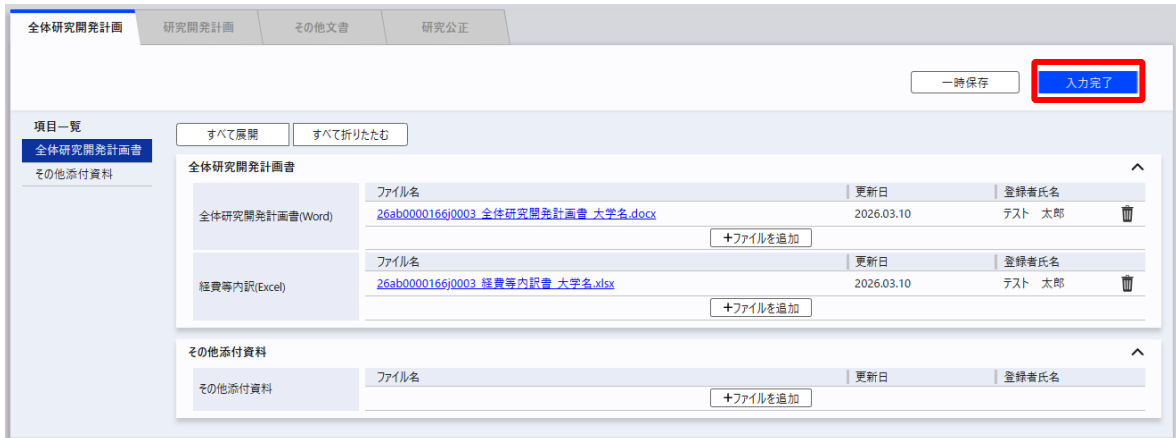 全体研究開発計画 研究開発計画 その他文書 研究公正
一時保存 入力完了
項目一覧
全体研究開発計画書
その他添付資料
すべて展開 すべて折りたたむ
全体研究開発計画書
ファイル名 更新日 登録者氏名
全体研究開発計画書(Word) 26ab0000166j0003_全体研究開発計画書_大学名.docx 2026.03.10 テスト 太郎
+ファイルを追加
ファイル名 更新日 登録者氏名
経費等内訳(Excel) 26ab0000166j0003_経費等内訳書_大学名.xlsx 2026.03.10 テスト 太郎
+ファイルを追加
その他添付資料
ファイル名 更新日 登録者氏名
その他添付資料
+ファイルを追加